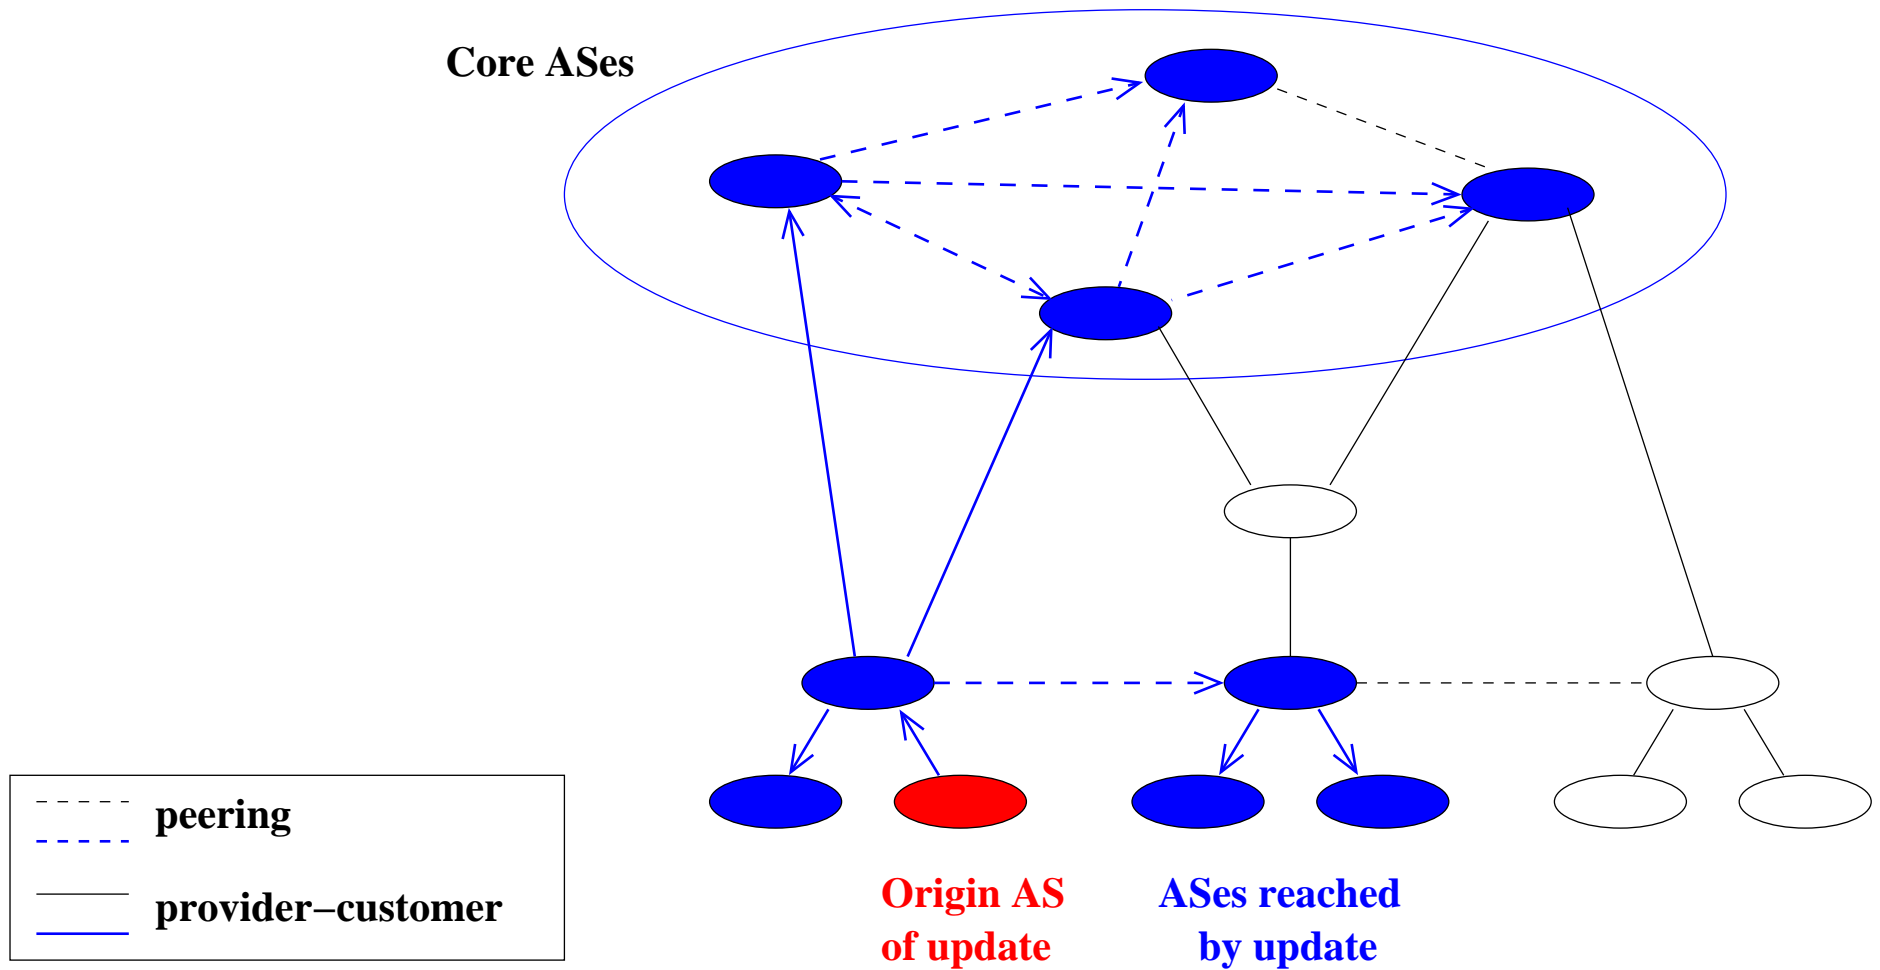 Core ASes
peering
provider−customer
Origin AS
of update
ASes reached
by update